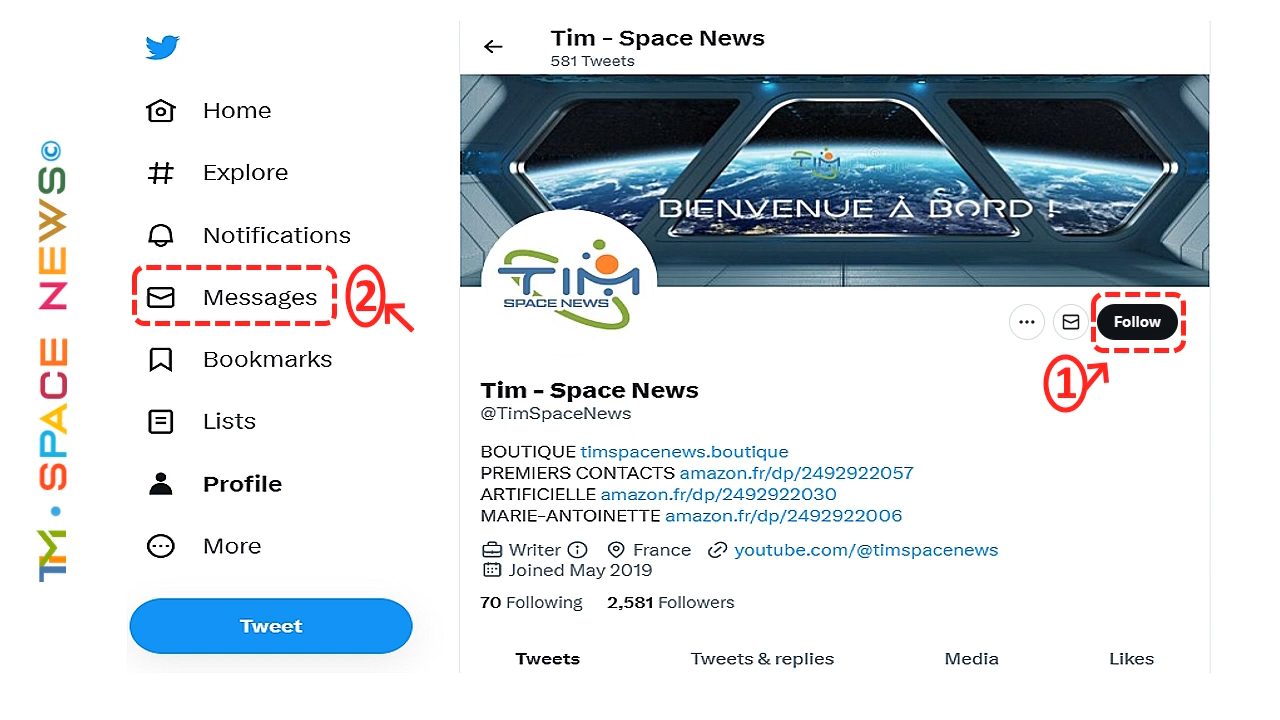 TIM • SPACE NEWS©
Home
Explore
Notifications
Messages
2
Bookmarks
Lists
Profile
More
Tweet
Tim - Space News
581 Tweets
TIM
BIENVENUE À BORD !
TIM
SPACE NEWS
Follow
1
Tim - Space News
@TimSpaceNews
BOUTIQUE timspacenews.boutique
PREMIERS CONTACTS amazon.fr/dp/2492922057
ARTIFICIELLE amazon.fr/dp/2492922030
MARIE-ANTOINETTE amazon.fr/dp/2492922006
Writer France youtube.com/@timspacenews
Joined May 2019
70 Following 2,581 Followers
Tweets Tweets & replies Media Likes